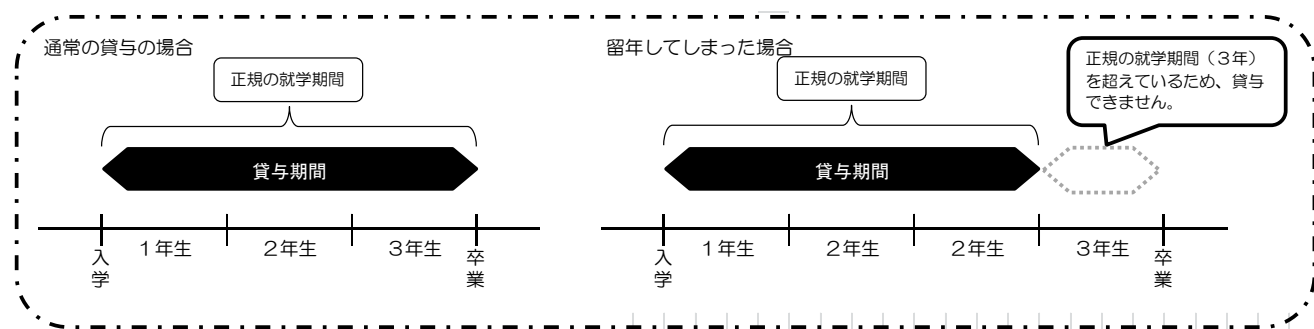 通常の貸与の場合
正規の就学期間
貸与期間
入学
１年生
２年生
３年生
卒業
留年してしまった場合
正規の就学期間
正規の就学期間（３年）
を超えているため、貸与
できません。
貸与期間
入学
１年生
２年生
２年生
３年生
卒業